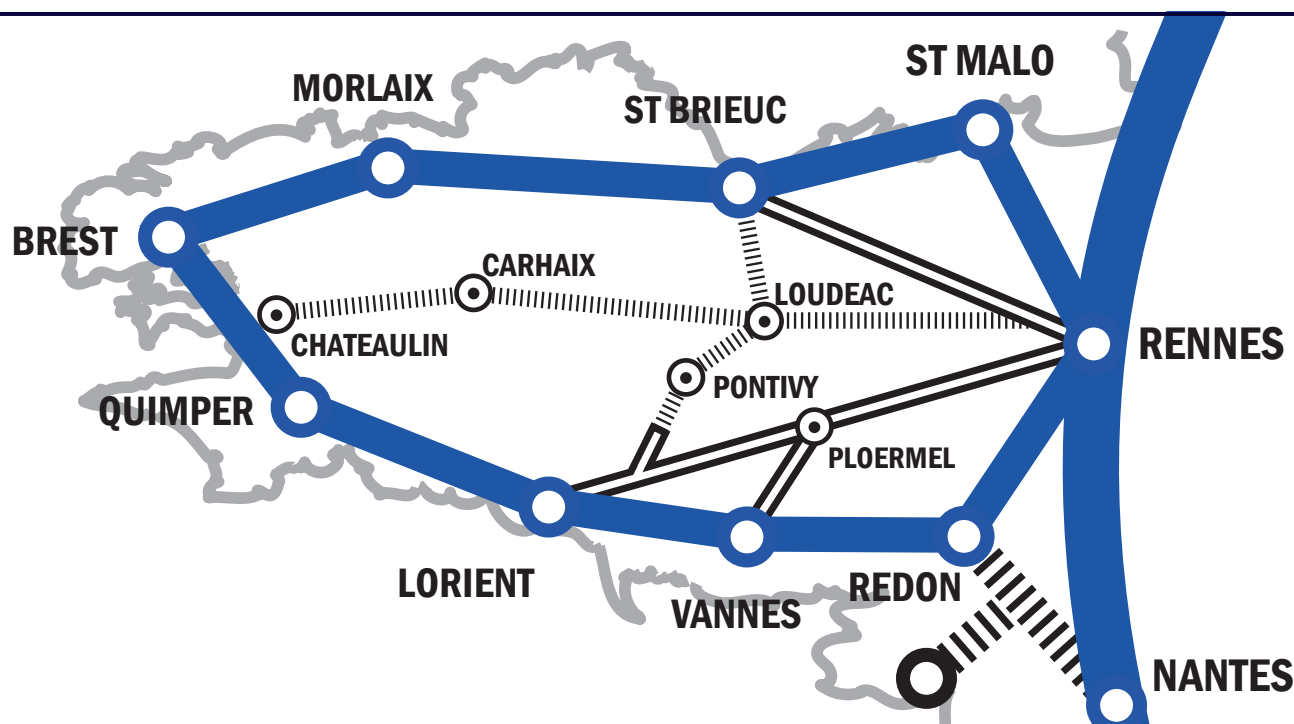 ST MALO
MORLAIX
ST BRIEUC
BREST
CARHAIX
LOUDEAC
CHATEAULIN
RENNES
PONTIVY
QUIMPER
PLOERMEL
LORIENT
REDON
VANNES
NANTES